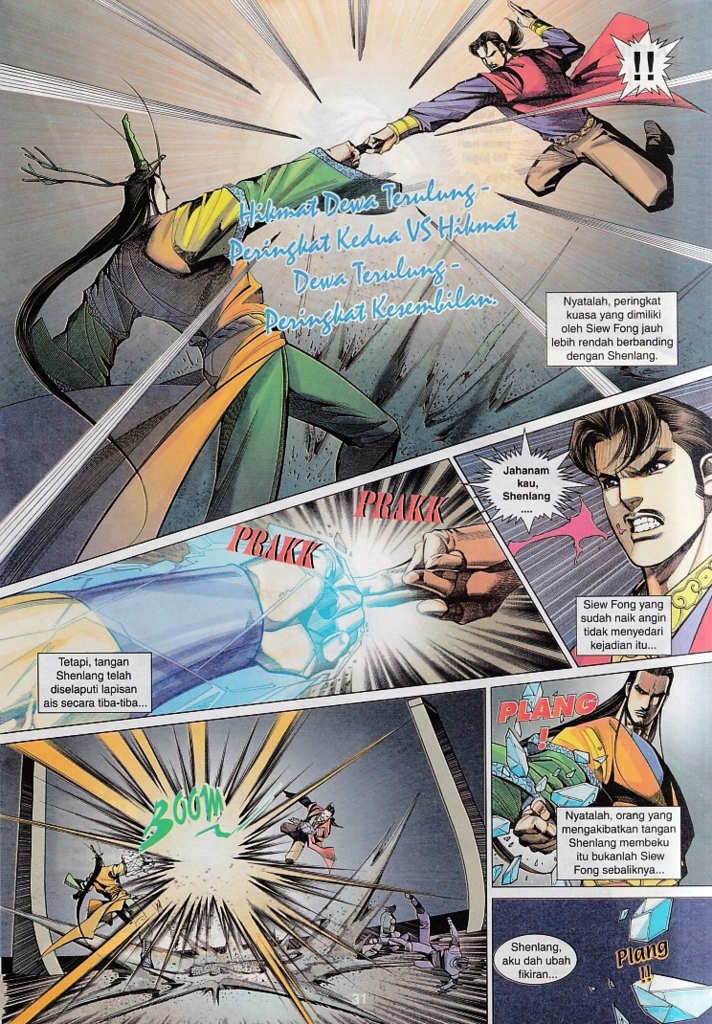 !!
Hikmat Dewa Terulung -
Peringkat Kedua VS Hikmat
Dewa Terulung -
Peringkat Kesembilan.
Nyatalah, peringkat
kuasa yang dimiliki
oleh Siew Fong jauh
lebih rendah berbanding
dengan Shenlang.
Jahanam
kau,
Shenlang
....
PRAKK
PRAKK
Siew Fong yang
sudah naik angin
tidak menyedari
kejadian itu...
Tetapi, tangan
Shenlang telah
diselaputi lapisan
ais secara tiba-tiba...
PLANG
!
BOOM
Nyatalah, orang yang
mengakibatkan tangan
Shenlang membeku
itu bukanlah Siew
Fong sebaliknya...
Shenlang,
aku dah ubah
fikiran...
Plang
!!
31